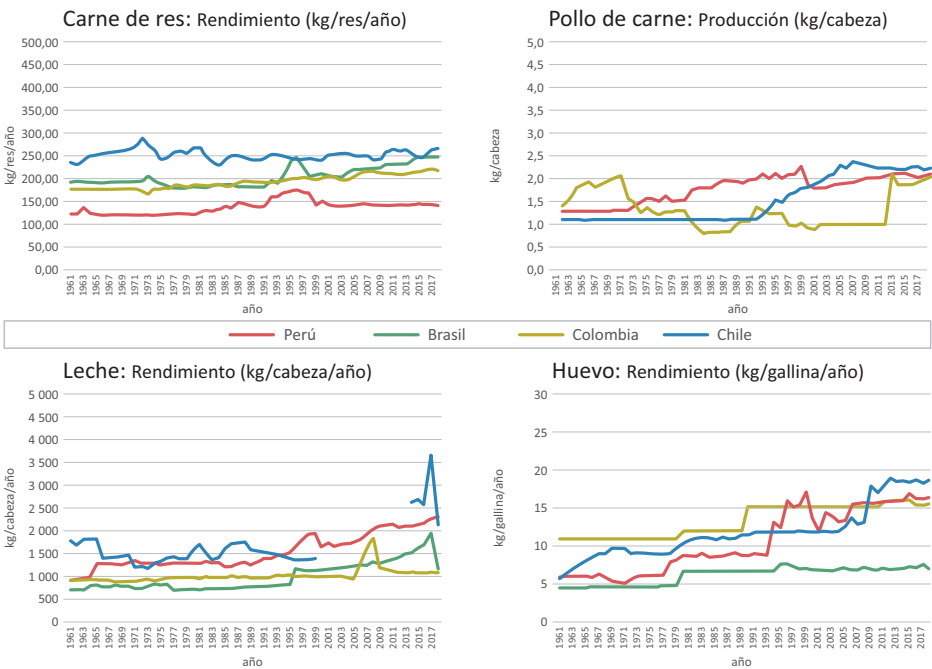 Carne de res: Rendimiento (kg/res/año)
500,00
450,00
400,00
350,00
300,00
250,00
200,00
150,00
100,00
50,00
0,00
kg/res/año
1961 1963 1965 1967 1969 1971 1973 1975 1977 1979 1981 1983 1985 1987 1989 1991 1993 1995 1997 1999 2001 2003 2005 2007 2009 2011 2013 2015 2017
año
Pollo de carne: Producción (kg/cabeza)
5,0
4,5
4,0
3,5
3,0
2,5
2,0
1,5
1,0
0,5
0,0
kg/cabeza
1961 1963 1965 1967 1969 1971 1973 1975 1977 1979 1981 1983 1985 1987 1989 1991 1993 1995 1997 1999 2001 2003 2005 2007 2009 2011 2013 2015 2017
año
Perú Brasil Colombia Chile
Leche: Rendimiento (kg/cabeza/año)
5 000
4 500
4 000
3 500
3 000
2 500
2 000
1 500
1 000
500
0
kg/cabeza/año
1961 1963 1965 1967 1969 1971 1973 1975 1977 1979 1981 1983 1985 1987 1989 1991 1993 1995 1997 1999 2001 2003 2005 2007 2009 2011 2013 2015 2017
año
Huevo: Rendimiento (kg/gallina/año)
30
25
20
15
10
5
0
kg/gallina/año
1961 1963 1965 1967 1969 1971 1973 1975 1977 1979 1981 1983 1985 1987 1989 1991 1993 1995 1997 1999 2001 2003 2005 2007 2009 2011 2013 2015 2017
año